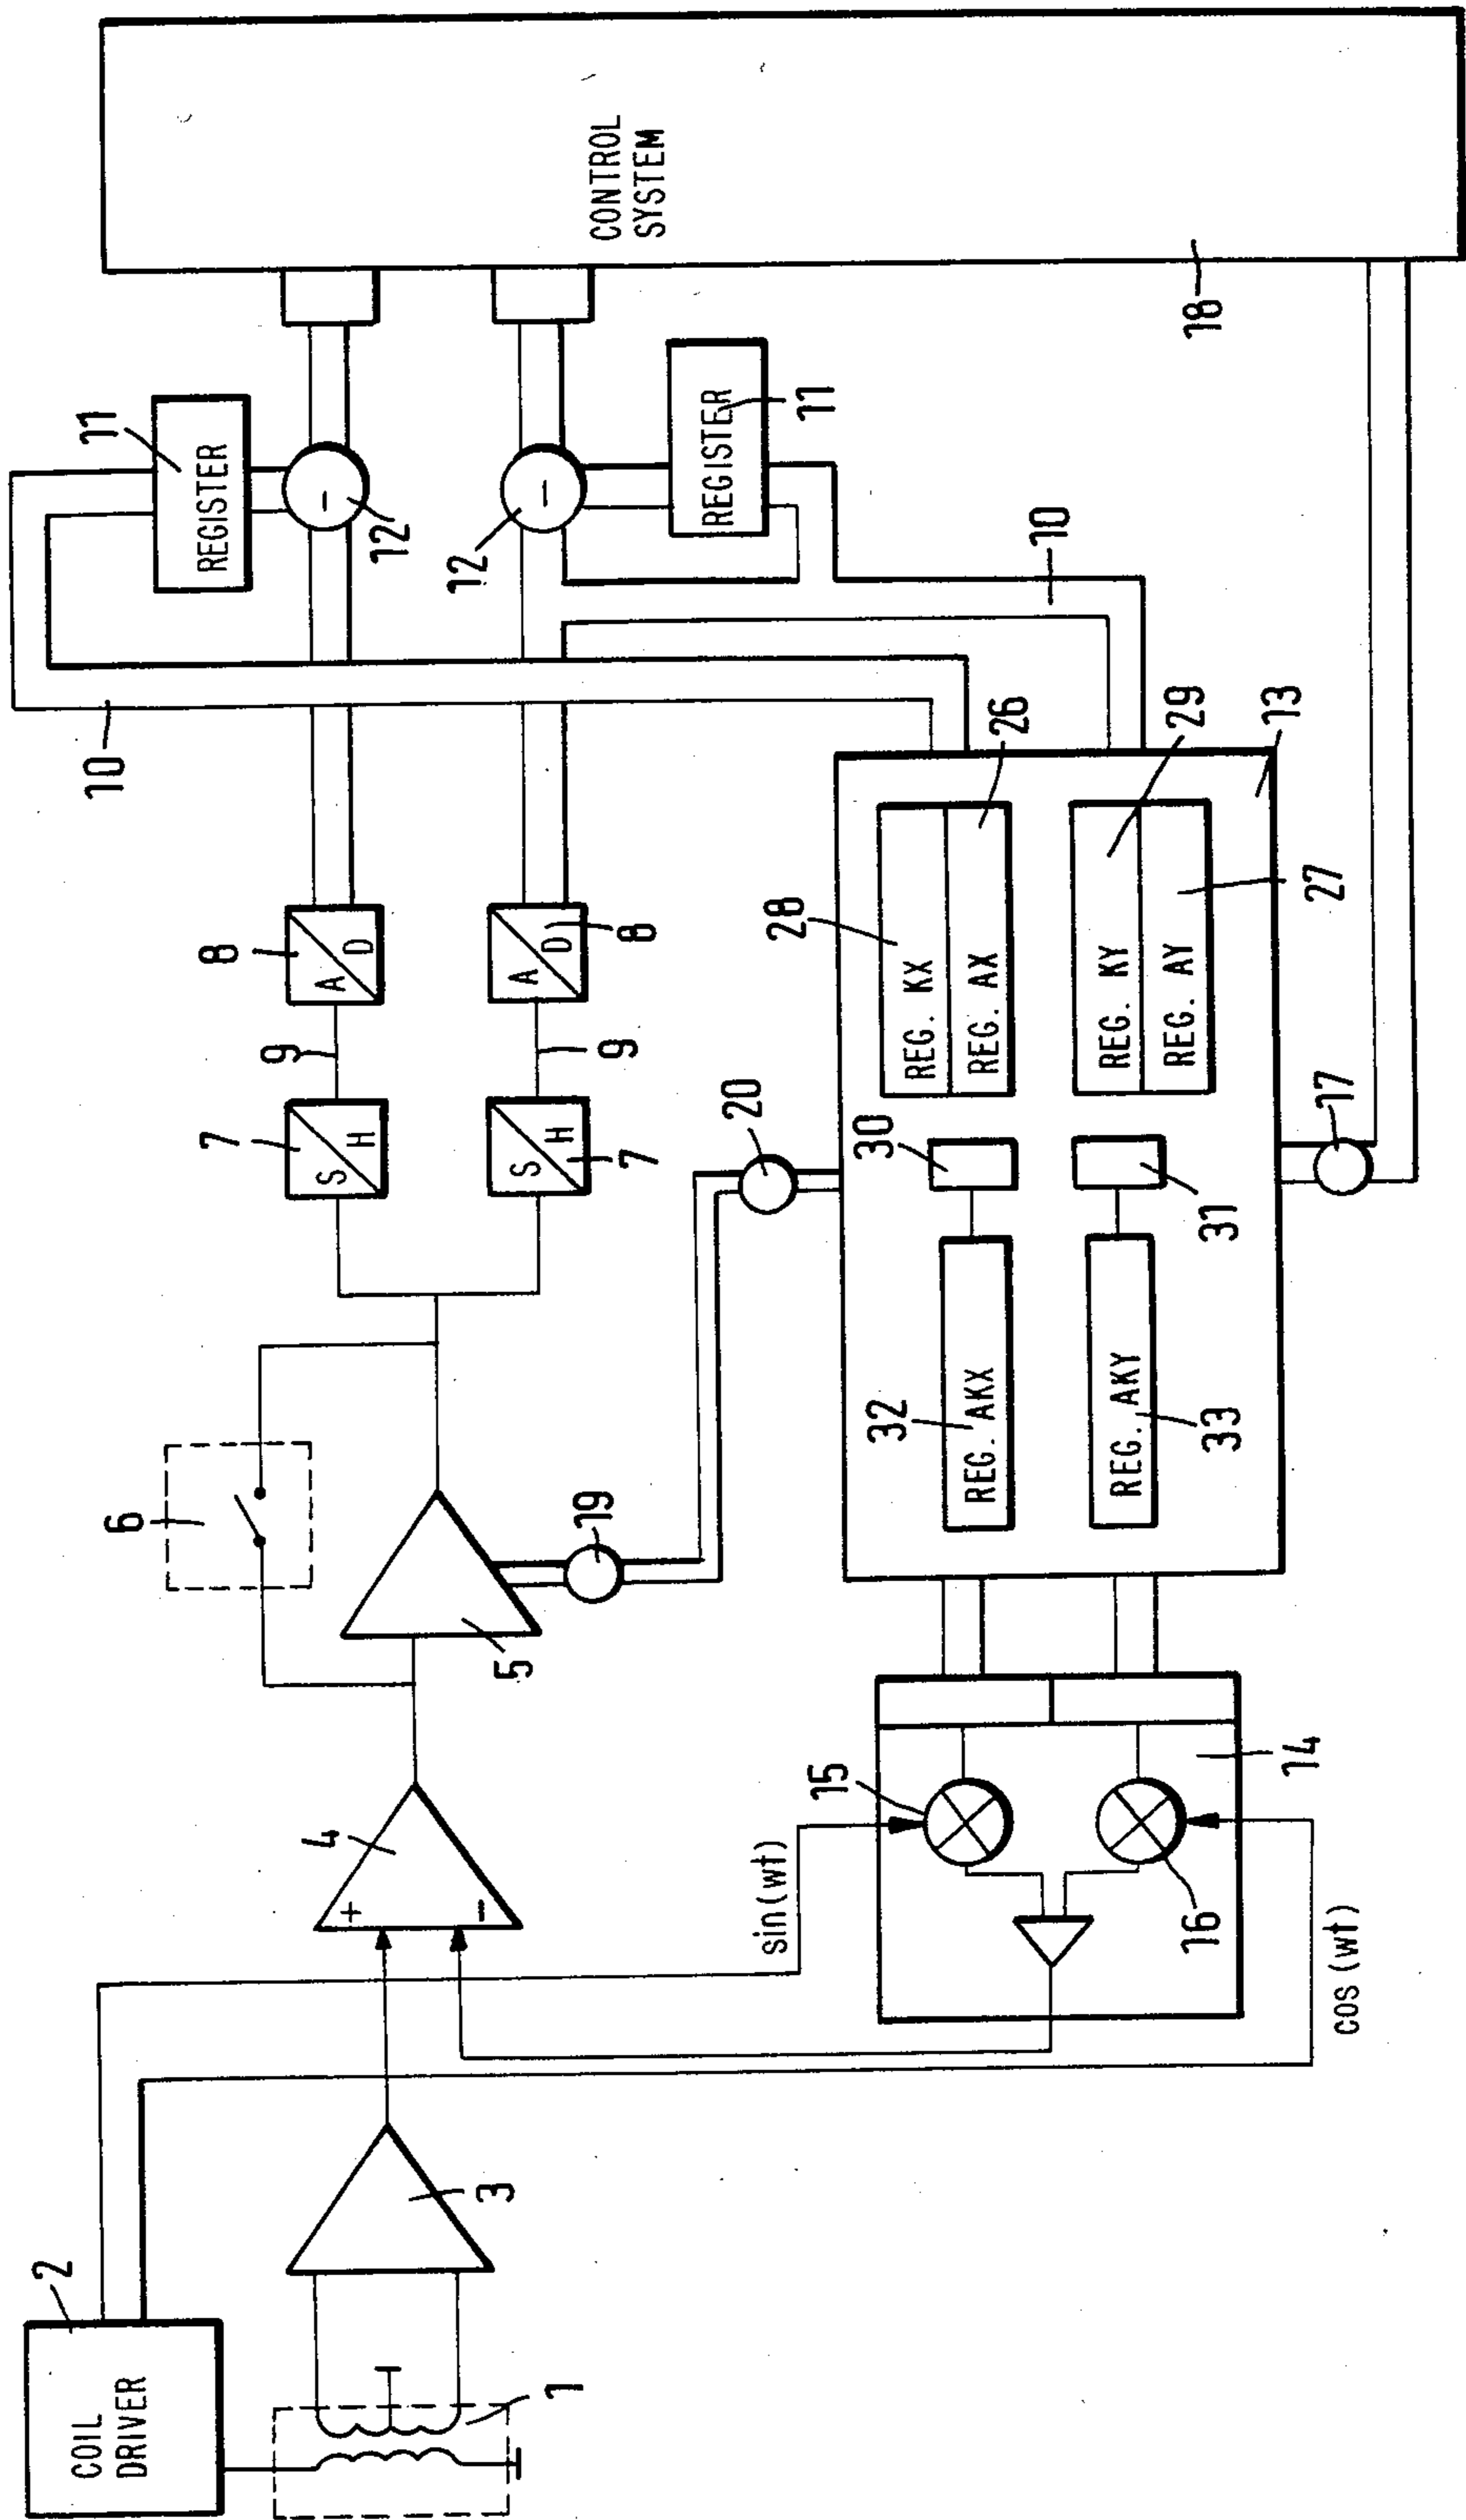 2
COIL
DRIVER
1
3
4
+
−
5
6
19
20
7
S
H
7
S
H
9
9
8
A
D
8
A
D
10
10
11
REGISTER
12
12
−
−
REGISTER
11
CONTROL
SYSTEM
18
sin(wt)
cos(wt)
15
16
14
32
REG. AKX
REG. AKY
33
30
31
28
REG. KX
REG. AX
26
REG. KY
REG. AY
29
27
13
17